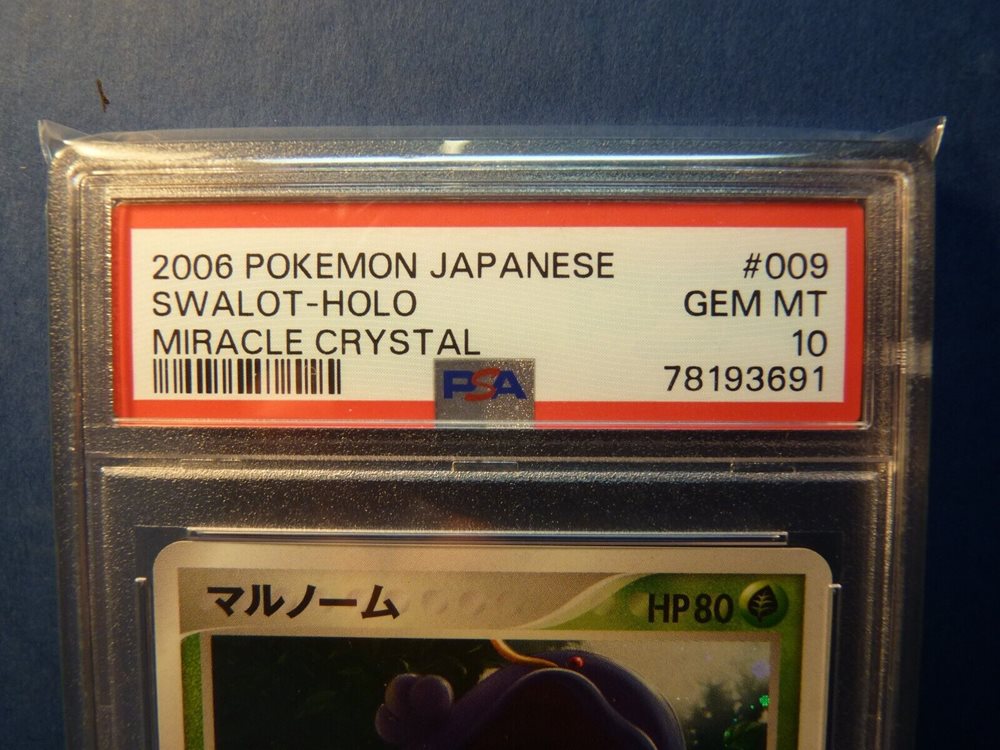 2006 POKEMON JAPANESE #009
SWALOT-HOLO GEM MT
MIRACLE CRYSTAL 10
PSA 78193691
マルノーム HP80